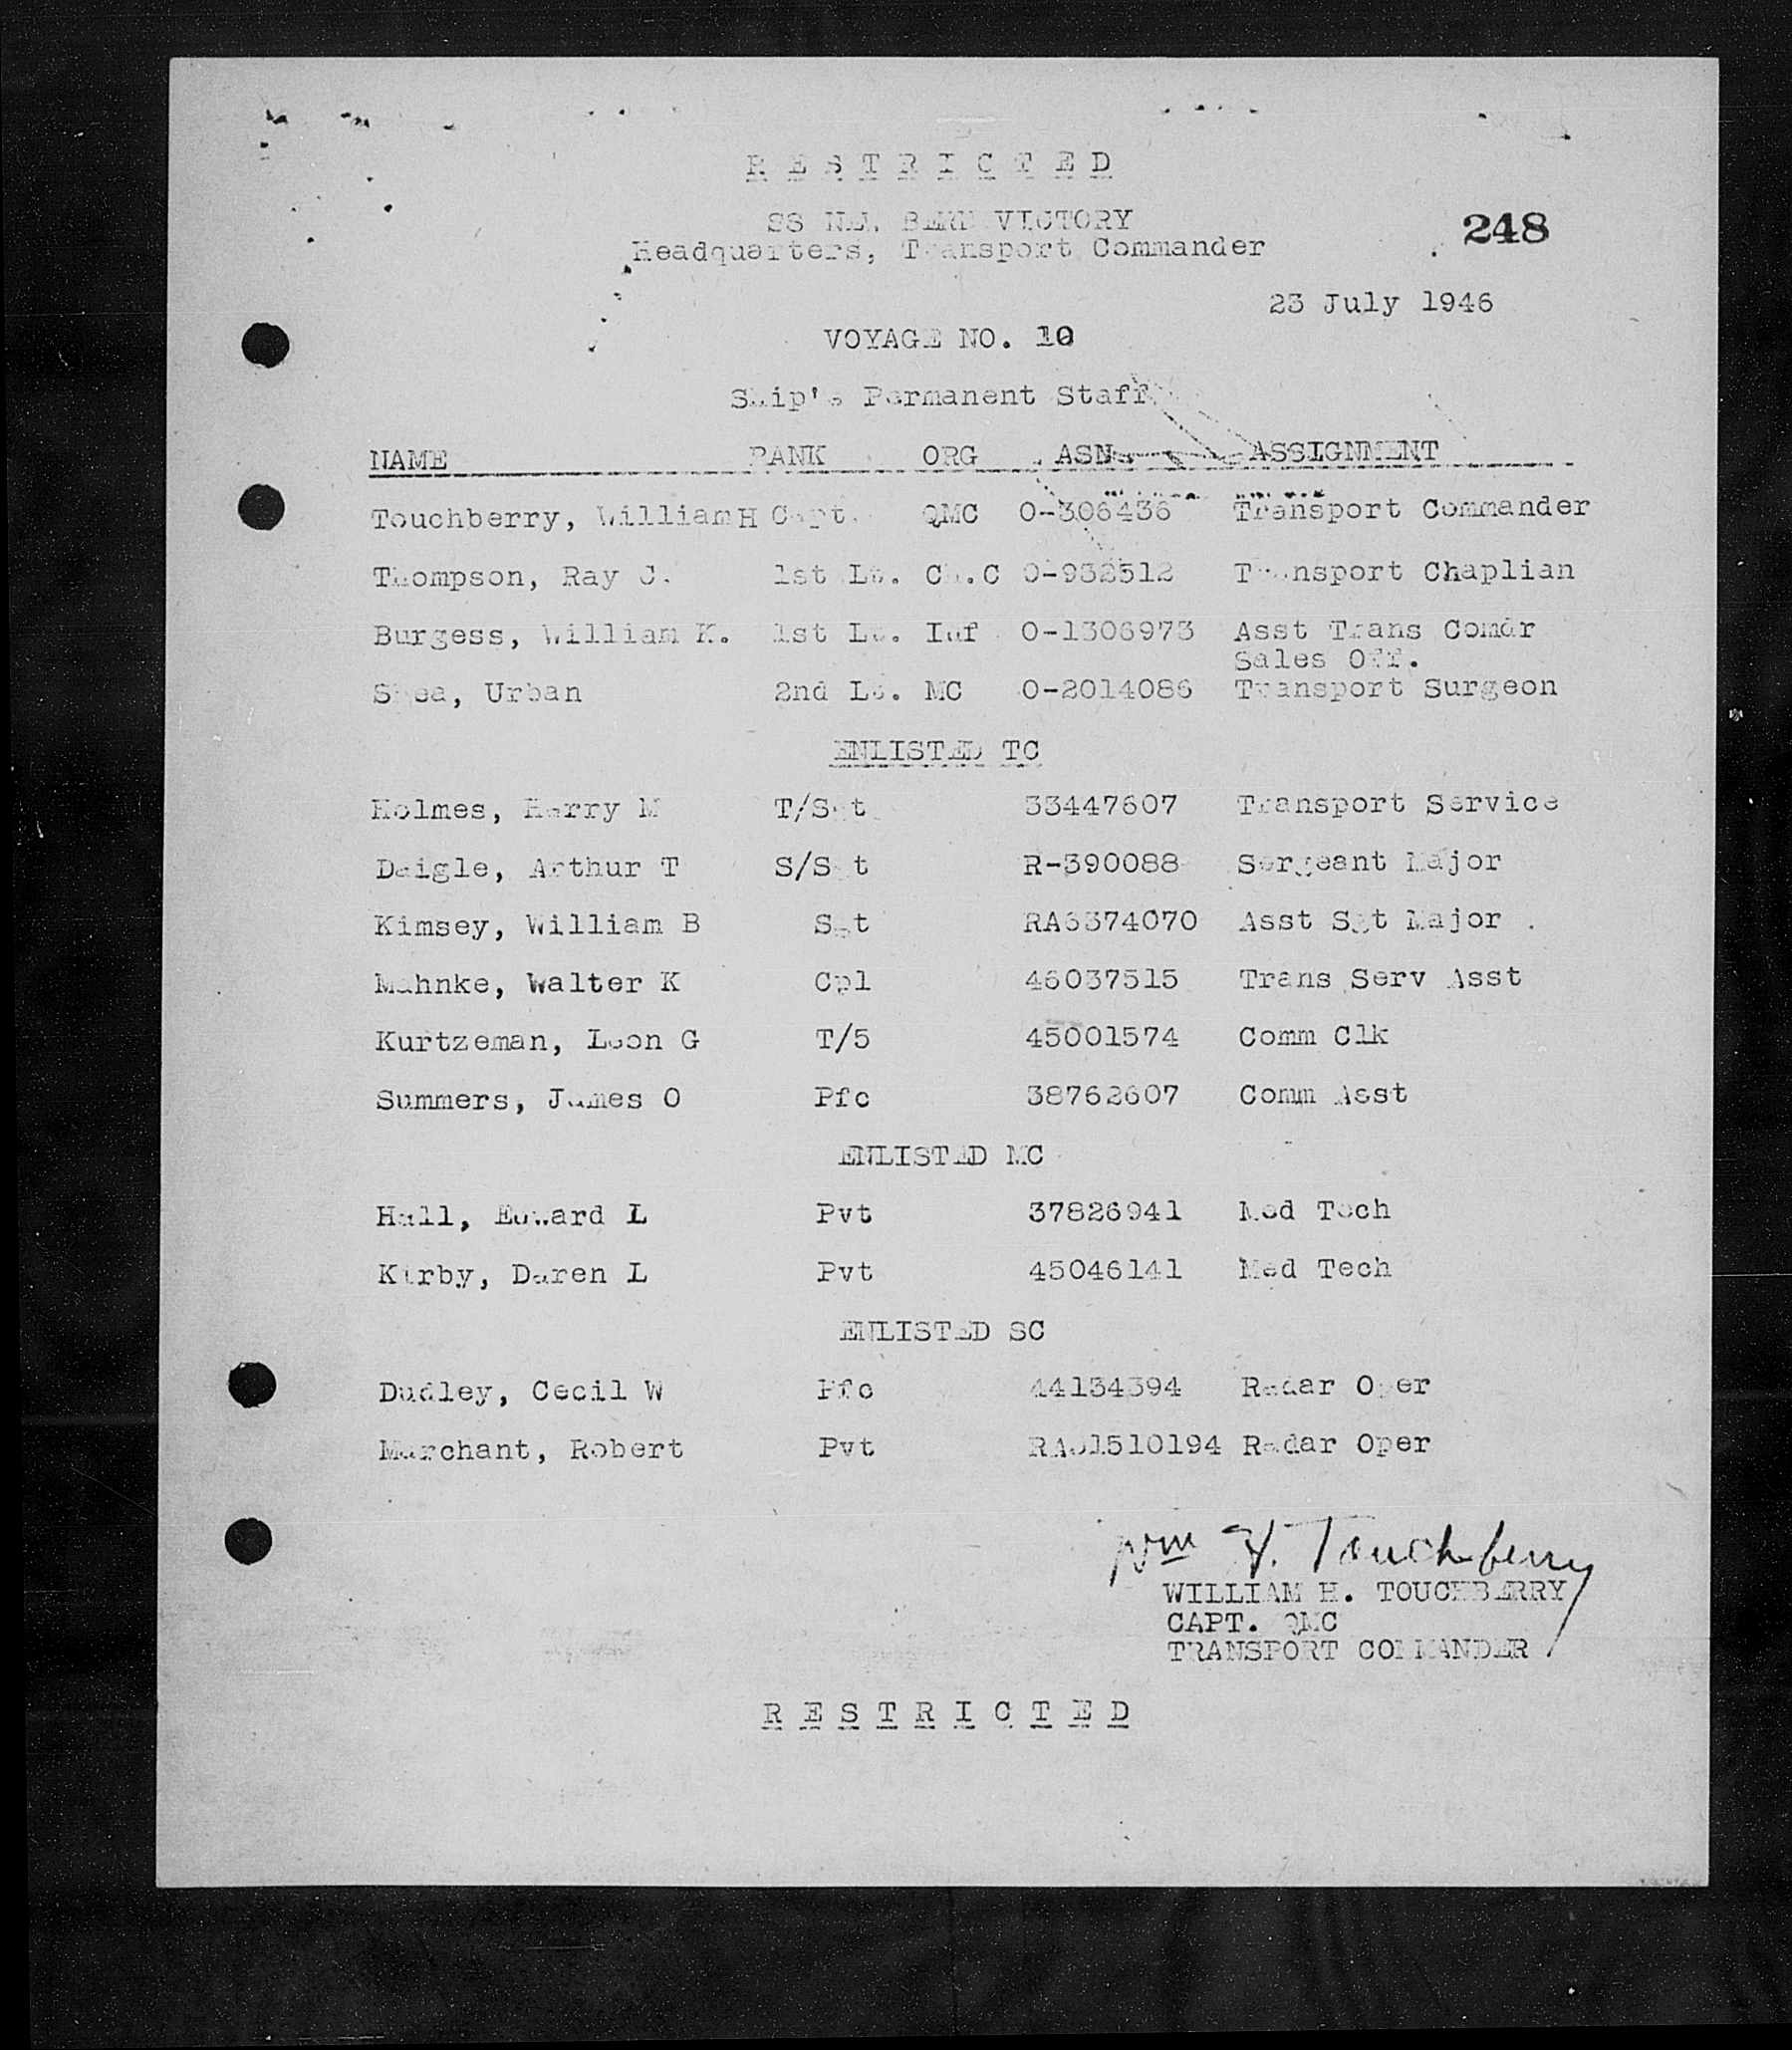 R E S T R I C T E D
SS NEW BERN VICTORY
Headquarters, Transport Commander
248
23 July 1946
VOYAGE NO. 10
Ship's Permanent Staff
NAME RANK ORG ASN ASSIGNMENT
Touchberry, William H Capt. QMC O-306436 Transport Commander
Thompson, Ray C. 1st Lt. Ch.C O-932512 Transport Chaplian
Burgess, William K. 1st Lt. Inf O-1306973 Asst Trans Comdr
Sales Off.
Shea, Urban 2nd Lt. MC O-2014086 Transport Surgeon
ENLISTED TC
Holmes, Harry M T/Sgt 33447607 Transport Service
Daigle, Arthur T S/Sgt R-390088 Sergeant Major
Kimsey, William B Sgt RA6374070 Asst Sgt Major
Mahnke, Walter K Cpl 46037515 Trans Serv Asst
Kurtzeman, Leon G T/5 45001574 Comm Clk
Summers, James O Pfc 38762607 Comm Asst
ENLISTED MC
Hall, Edward L Pvt 37826941 Med Tech
Kirby, Daren L Pvt 45046141 Med Tech
ENLISTED SC
Dudley, Cecil W Pfc 44134394 Radar Oper
Marchant, Robert Pvt Radar Oper
Wm H. Touchberry
WILLIAM H. TOUCHBERRY
CAPT. QMC
TRANSPORT COMMANDER
R E S T R I C T E D